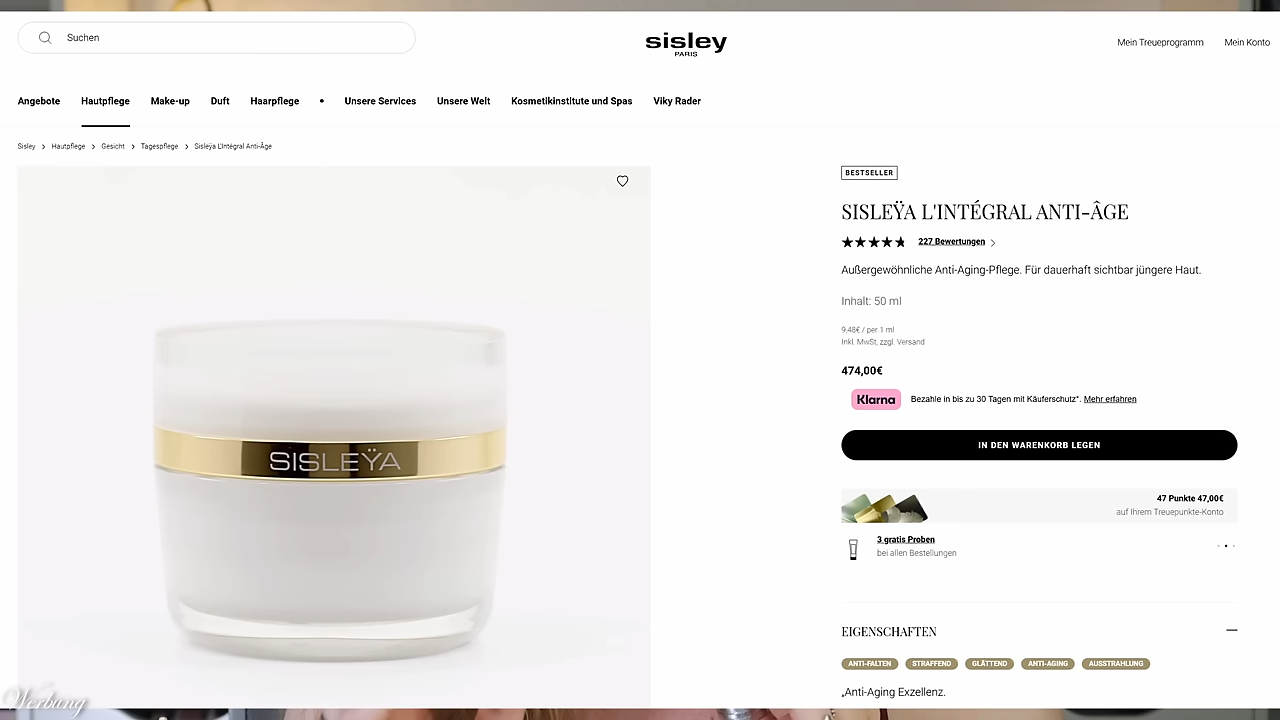 Suchen
sisley
PARIS
Mein Treueprogramm Mein Konto
Angebote Hautpflege Make-up Duft Haarpflege • Unsere Services Unsere Welt Kosmetikinstitute und Spas Viky Rader
Sisley > Hautpflege > Gesicht > Tagespflege > Sisleÿa L'Intégral Anti-Âge
BESTSELLER
SISLEŸA L'INTÉGRAL ANTI-ÂGE
227 Bewertungen
Außergewöhnliche Anti-Aging-Pflege. Für dauerhaft sichtbar jüngere Haut.
Inhalt: 50 ml
9,48€ / per 1 ml
Inkl. MwSt, zzgl. Versand
474,00€
Klarna Bezahle in bis zu 30 Tagen mit Käuferschutz*. Mehr erfahren
IN DEN WARENKORB LEGEN
SISLEŸA
47 Punkte 47,00€
auf Ihrem Treuepunkte-Konto
3 gratis Proben
bei allen Bestellungen
EIGENSCHAFTEN
ANTI-FALTEN STRAFFEND GLÄTTEND ANTI-AGING AUSSTRAHLUNG
„Anti-Aging Exzellenz.
Werbung